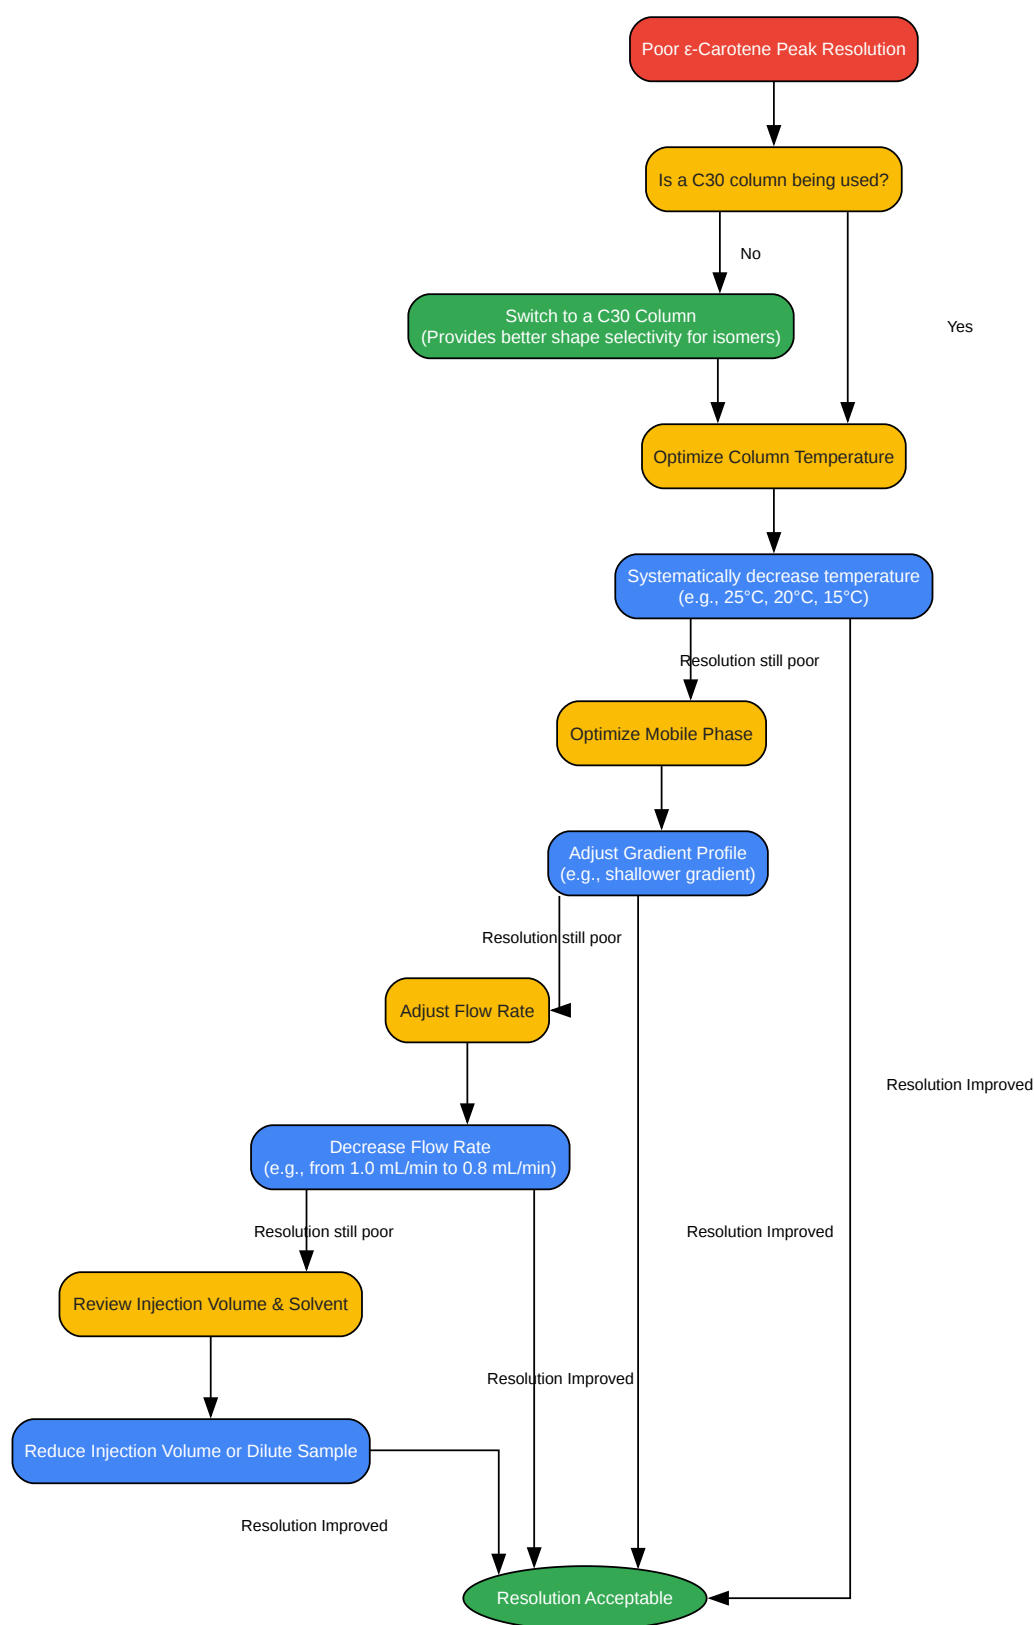 Poor ε-Carotene Peak Resolution
Is a C30 column being used?
No
Switch to a C30 Column
(Provides better shape selectivity for isomers)
Yes
Optimize Column Temperature
Systematically decrease temperature
(e.g., 25°C, 20°C, 15°C)
Resolution still poor
Optimize Mobile Phase
Adjust Gradient Profile
(e.g., shallower gradient)
Resolution still poor
Adjust Flow Rate
Resolution Improved
Decrease Flow Rate
(e.g., from 1.0 mL/min to 0.8 mL/min)
Resolution still poor
Resolution Improved
Review Injection Volume & Solvent
Resolution Improved
Reduce Injection Volume or Dilute Sample
Resolution Improved
Resolution Acceptable